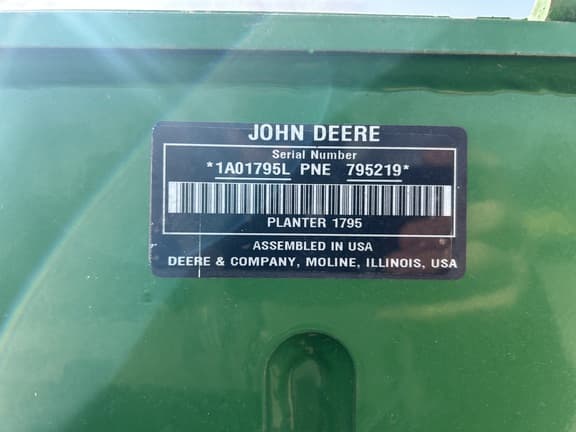 JOHN DEERE
Serial Number
*1A01795L PNE 795219*
PLANTER 1795
ASSEMBLED IN USA
DEERE & COMPANY, MOLINE, ILLINOIS, USA